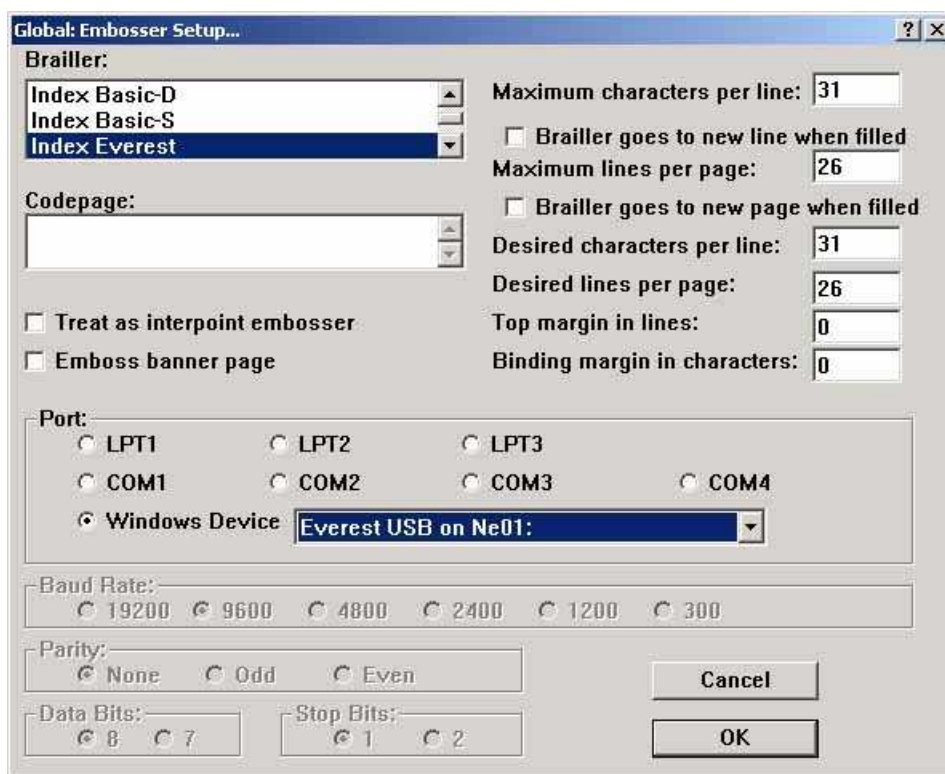 Global: Embosser Setup...
Brailler:
Index Basic-D
Index Basic-S
Index Everest
Codepage:
Treat as interpoint embosser
Emboss banner page
Maximum characters per line: 31
Brailler goes to new line when filled
Maximum lines per page: 26
Brailler goes to new page when filled
Desired characters per line: 31
Desired lines per page: 26
Top margin in lines: 0
Binding margin in characters: 0
Port:
LPT1 LPT2 LPT3
COM1 COM2 COM3 COM4
Windows Device Everest USB on Ne01:
Baud Rate:
19200 9600 4800 2400 1200 300
Parity:
None Odd Even
Data Bits:
8 7
Stop Bits:
1 2
Cancel
OK